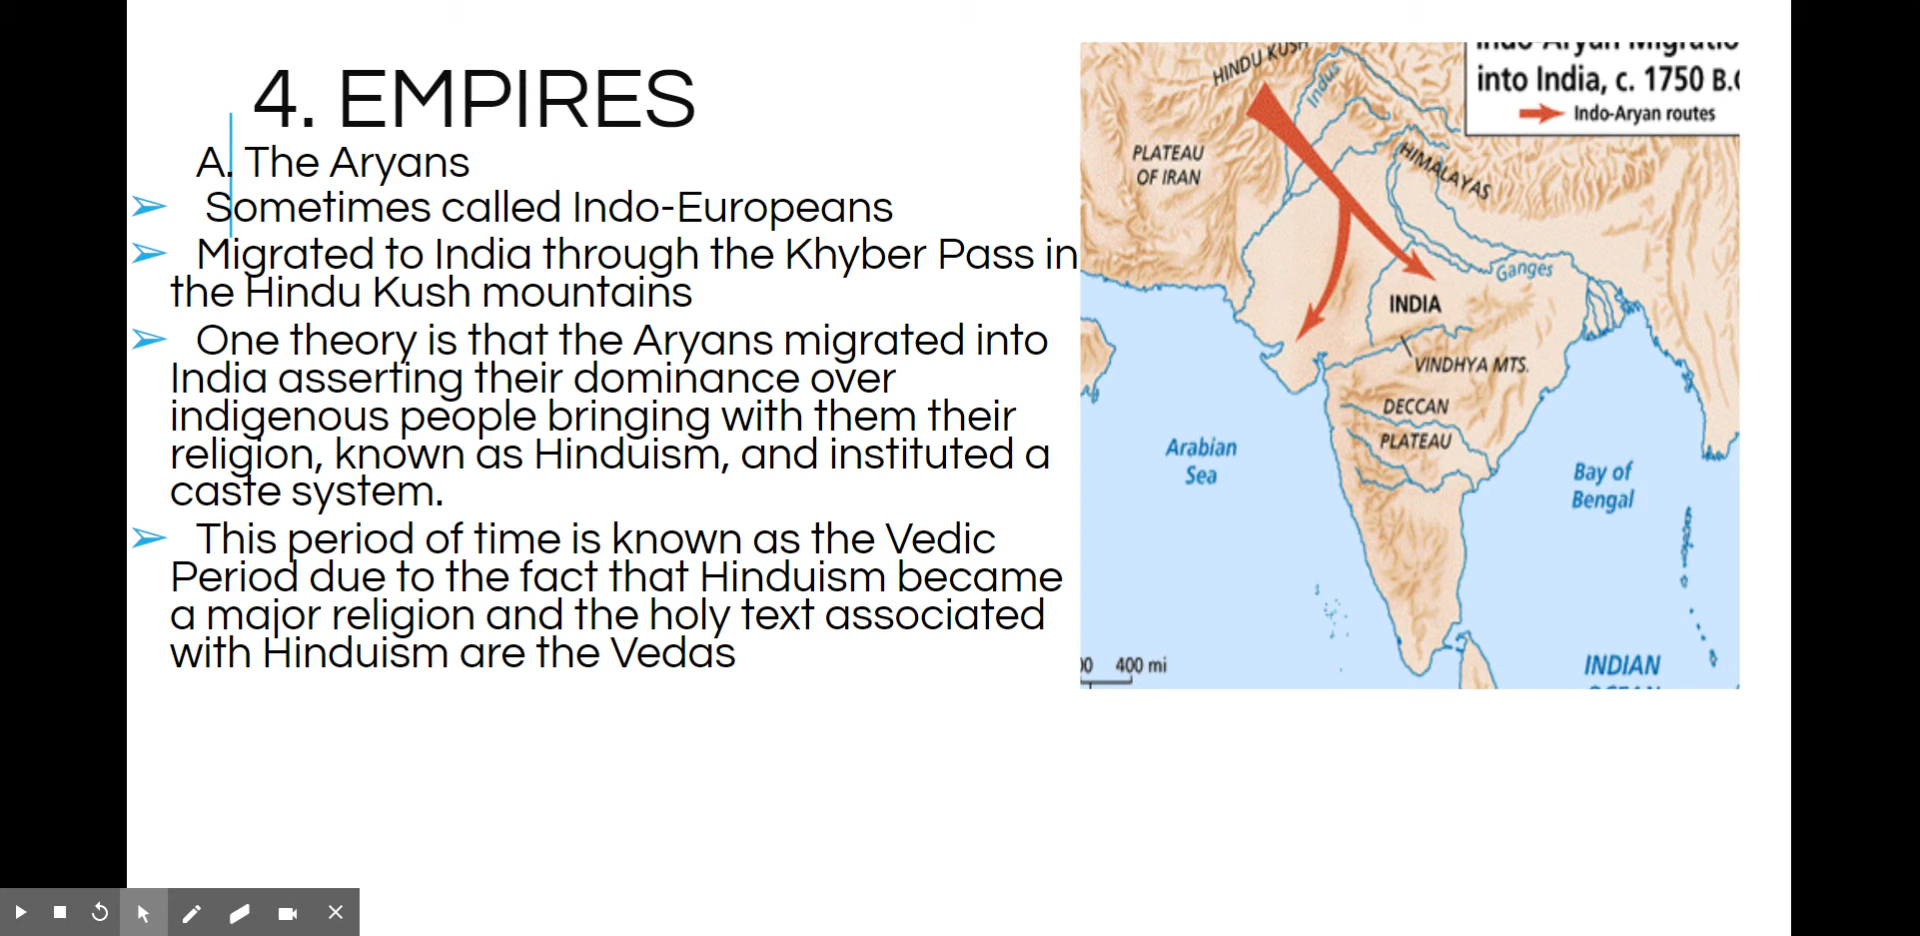 4. EMPIRES
A. The Aryans
➢ Sometimes called Indo-Europeans
➢ Migrated to India through the Khyber Pass in
the Hindu Kush mountains
➢ One theory is that the Aryans migrated into
India asserting their dominance over
indigenous people bringing with them their
religion, known as Hinduism, and instituted a
caste system.
➢ This period of time is known as the Vedic
Period due to the fact that Hinduism became
a major religion and the holy text associated
with Hinduism are the Vedas
Indo-Aryan Migratio
into India, c. 1750 B.C
Indo-Aryan routes
HINDU KUSH
Indus
PLATEAU
OF IRAN
HIMALAYAS
Ganges
INDIA
VINDHYA MTS.
DECCAN
PLATEAU
Arabian
Sea
Bay of
Bengal
400 mi
INDIAN
OCEAN